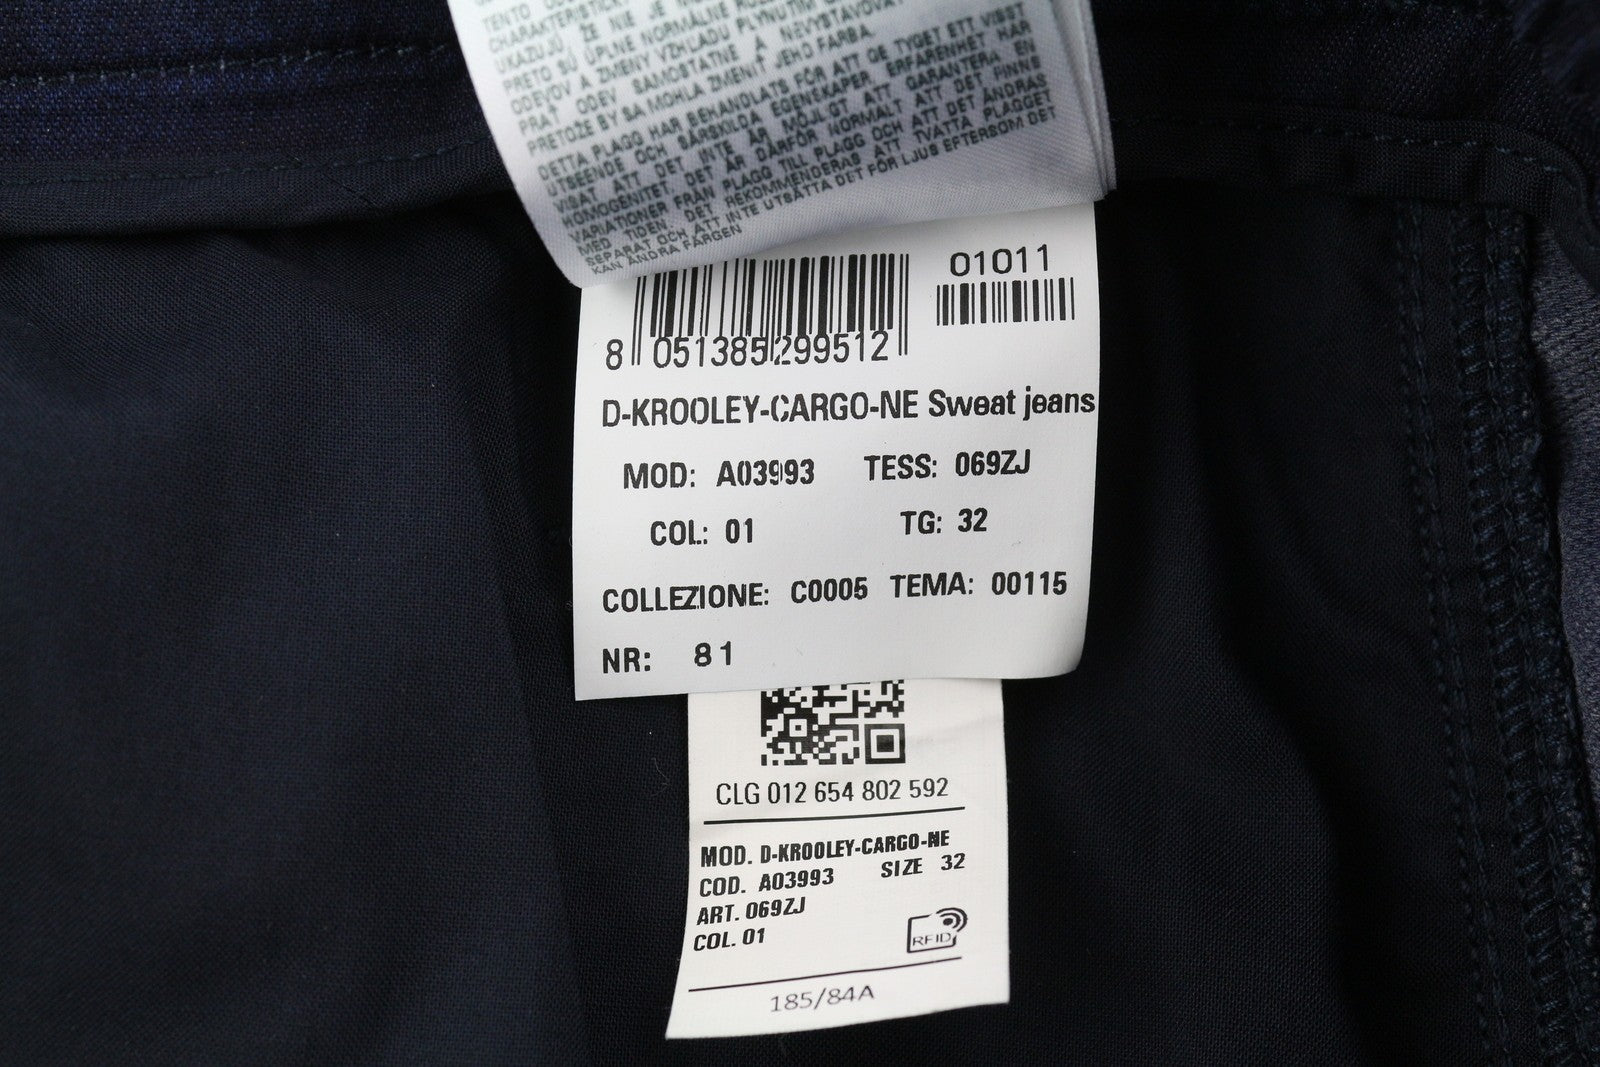 TENTO
CHARAKTERISTICK
UKAZUJÚ, ŽE NIE JE
PRETO SÚ ÚPLNE NORMÁLNE
ODEVOV A ZMENY VZHĽADU PLYNUTÍM
PRAŤ ODEV SAMOSTATNE A NEVYSTAVOVAŤ
PRETOŽE BY SA MOHLA ZMENIŤ JEHO FARBA.
DETTA PLAGG HAR BEHANDLATS FÖR ATT GE TYGET ETT VISST
UTSEENDE OCH SÄRSKILDA EGENSKAPER. ERFARENHET HAR
VISAT ATT DET INTE ÄR MÖJLIGT ATT GARANTERA EN
HOMOGENITET. DET ÄR DÄRFÖR NORMALT ATT DET FINNS
VARIATIONER FRÅN PLAGG TILL PLAGG OCH ATT DET ÄNDRAS
MED TIDEN. DET REKOMMENDERAS ATT TVÄTTA PLAGGET
SEPARAT OCH ATT INTE UTSÄTTA DET FÖR LJUS EFTERSOM DET
KAN ÄNDRA FÄRGEN
01011
8 051385 299512
D-KROOLEY-CARGO-NE Sweat jeans
MOD: A03993 TESS: 069ZJ
COL: 01 TG: 32
COLLEZIONE: C0005 TEMA: 00115
NR: 81
CLG 012 654 802 592
MOD. D-KROOLEY-CARGO-NE
COD. A03993 SIZE 32
ART. 069ZJ
COL. 01
RFID
185/84A